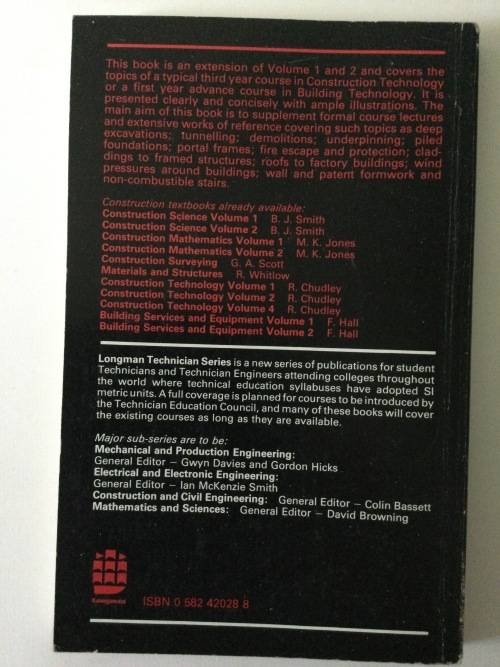 This book is an extension of Volume 1 and 2 and covers the
topics of a typical third year course in Construction Technology
or a first year advance course in Building Technology. It is
presented clearly and concisely with ample illustrations. The
main aim of this book is to supplement formal course lectures
and extensive works of reference covering such topics as deep
excavations; tunnelling; demolitions; underpinning; piled
foundations; portal frames; fire escape and protection; clad-
dings to framed structures; roofs to factory buildings; wind
pressures around buildings; wall and patent formwork and
non-combustible stairs.
Construction textbooks already available:
Construction Science Volume 1 B. J. Smith
Construction Science Volume 2 B. J. Smith
Construction Mathematics Volume 1 M. K. Jones
Construction Mathematics Volume 2 M. K. Jones
Construction Surveying G. A. Scott
Materials and Structures R. Whitlow
Construction Technology Volume 1 R. Chudley
Construction Technology Volume 2 R. Chudley
Construction Technology Volume 4 R. Chudley
Building Services and Equipment Volume 1 F. Hall
Building Services and Equipment Volume 2 F. Hall
Longman Technician Series is a new series of publications for student
Technicians and Technician Engineers attending colleges throughout
the world where technical education syllabuses have adopted SI
metric units. A full coverage is planned for courses to be introduced by
the Technician Education Council, and many of these books will cover
the existing courses as long as they are available.
Major sub-series are to be:
Mechanical and Production Engineering:
General Editor – Gwyn Davies and Gordon Hicks
Electrical and Electronic Engineering:
General Editor – Ian McKenzie Smith
Construction and Civil Engineering: General Editor – Colin Bassett
Mathematics and Sciences: General Editor – David Browning
Longman
ISBN 0 582 42028 8